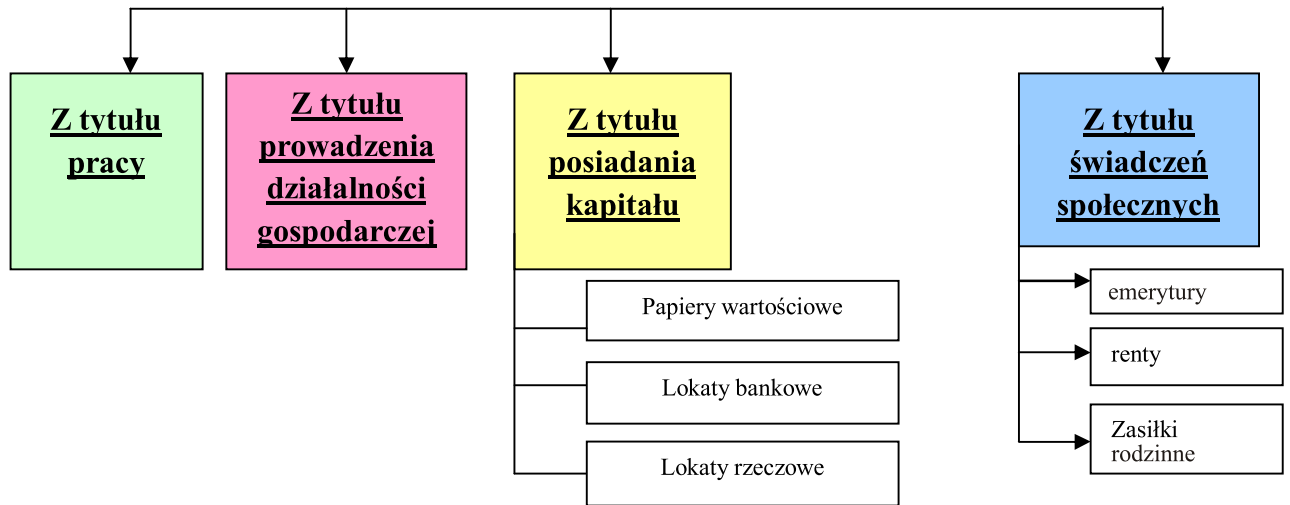 Z tytułu
pracy
Z tytułu
prowadzenia
działalności
gospodarczej
Z tytułu
posiadania
kapitału
Z tytułu
świadczeń
społecznych
Papiery wartościowe
Lokaty bankowe
Lokaty rzeczowe
emerytury
renty
Zasiłki
rodzinne